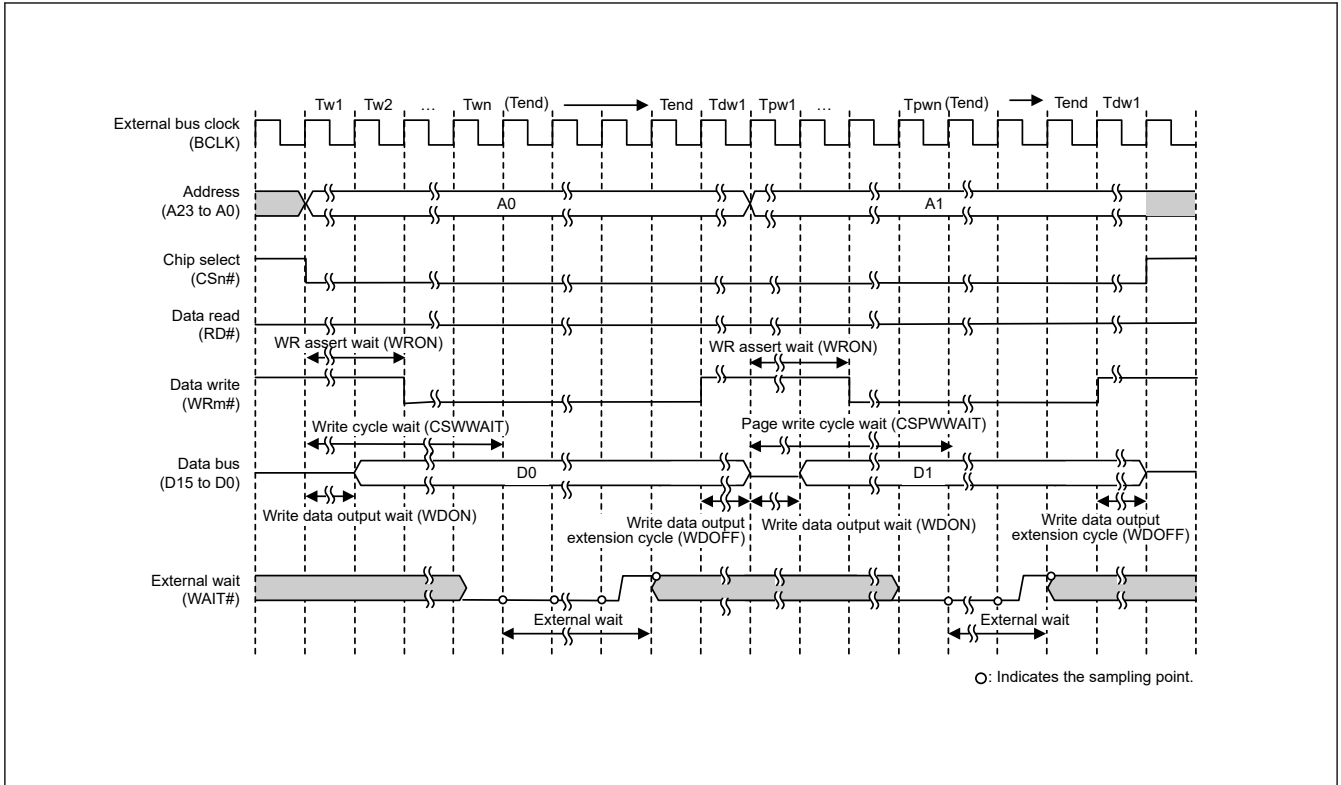 Tw1 Tw2 … Twn (Tend) Tend Tdw1 Tpw1 … Tpwn (Tend) Tend Tdw1
External bus clock
(BCLK)
Address
(A23 to A0)
A0 A1
Chip select
(CSn#)
Data read
(RD#)
WR assert wait (WRON) WR assert wait (WRON)
Data write
(WRm#)
Write cycle wait (CSWWAIT) Page write cycle wait (CSPWWAIT)
Data bus
(D15 to D0)
D0 D1
Write data output wait (WDON)
Write data output
extension cycle (WDOFF)
Write data output wait (WDON)
Write data output
extension cycle (WDOFF)
External wait
(WAIT#)
External wait External wait
: Indicates the sampling point.